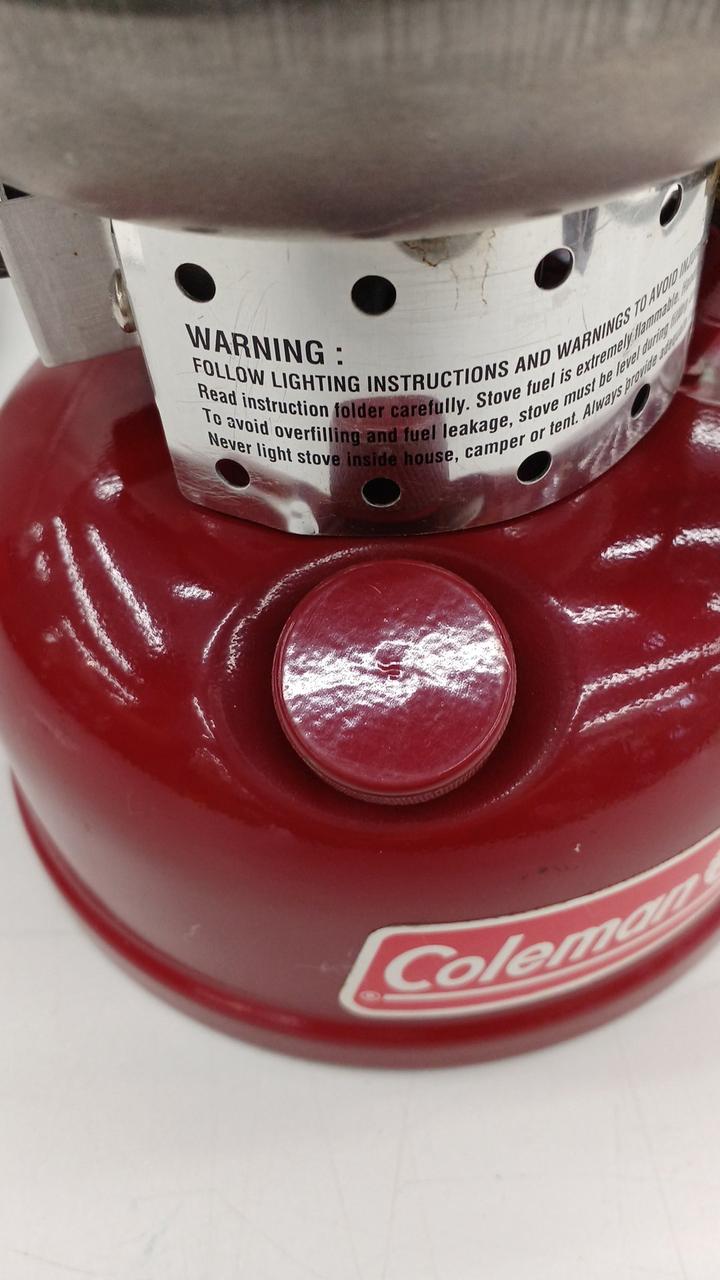 WARNING :
FOLLOW LIGHTING INSTRUCTIONS AND WARNINGS TO AVOID
Read instruction folder carefully. Stove fuel is extremely flammable.
To avoid overfilling and fuel leakage, stove must be level during
Never light stove inside house, camper or tent. Always provide
Coleman
®